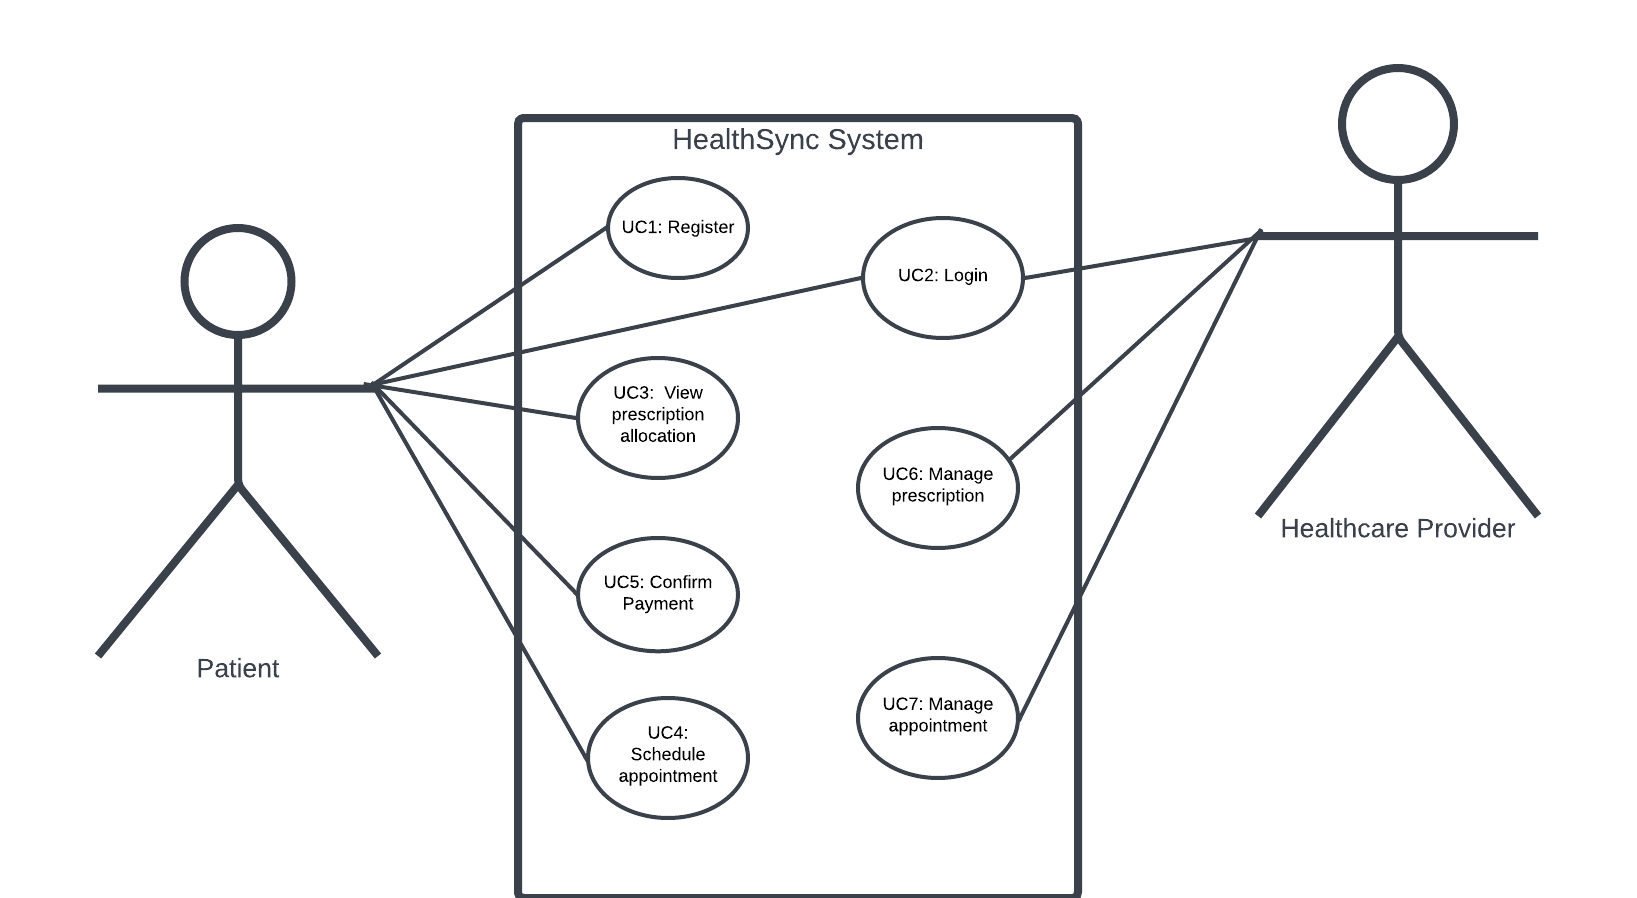 HealthSync System
UC1: Register
UC2: Login
UC3:  View
prescription
allocation
UC6: Manage
prescription
Healthcare Provider
UC5: Confirm
Payment
Patient
UC7: Manage
appointment
UC4:
Schedule
appointment